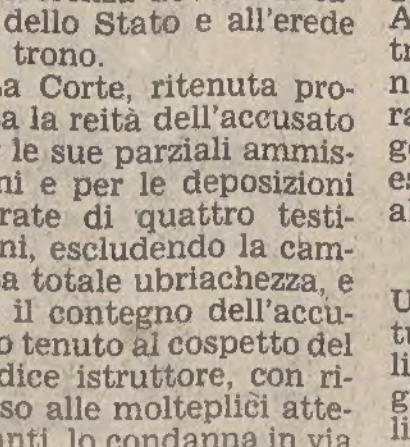 dello Stato e all'erede
trono.
a Corte, ritenuta pro-
a la reità dell'accusato
le sue parziali ammis-
ni e per le deposizioni
rate di quattro testi-
ni, escludendo la cam-
a totale ubriachezza, e
il contegno dell'accu-
o tenuto al cospetto del
dice istruttore, con ri-
so alle molteplici atte-
anti, lo condanna in via